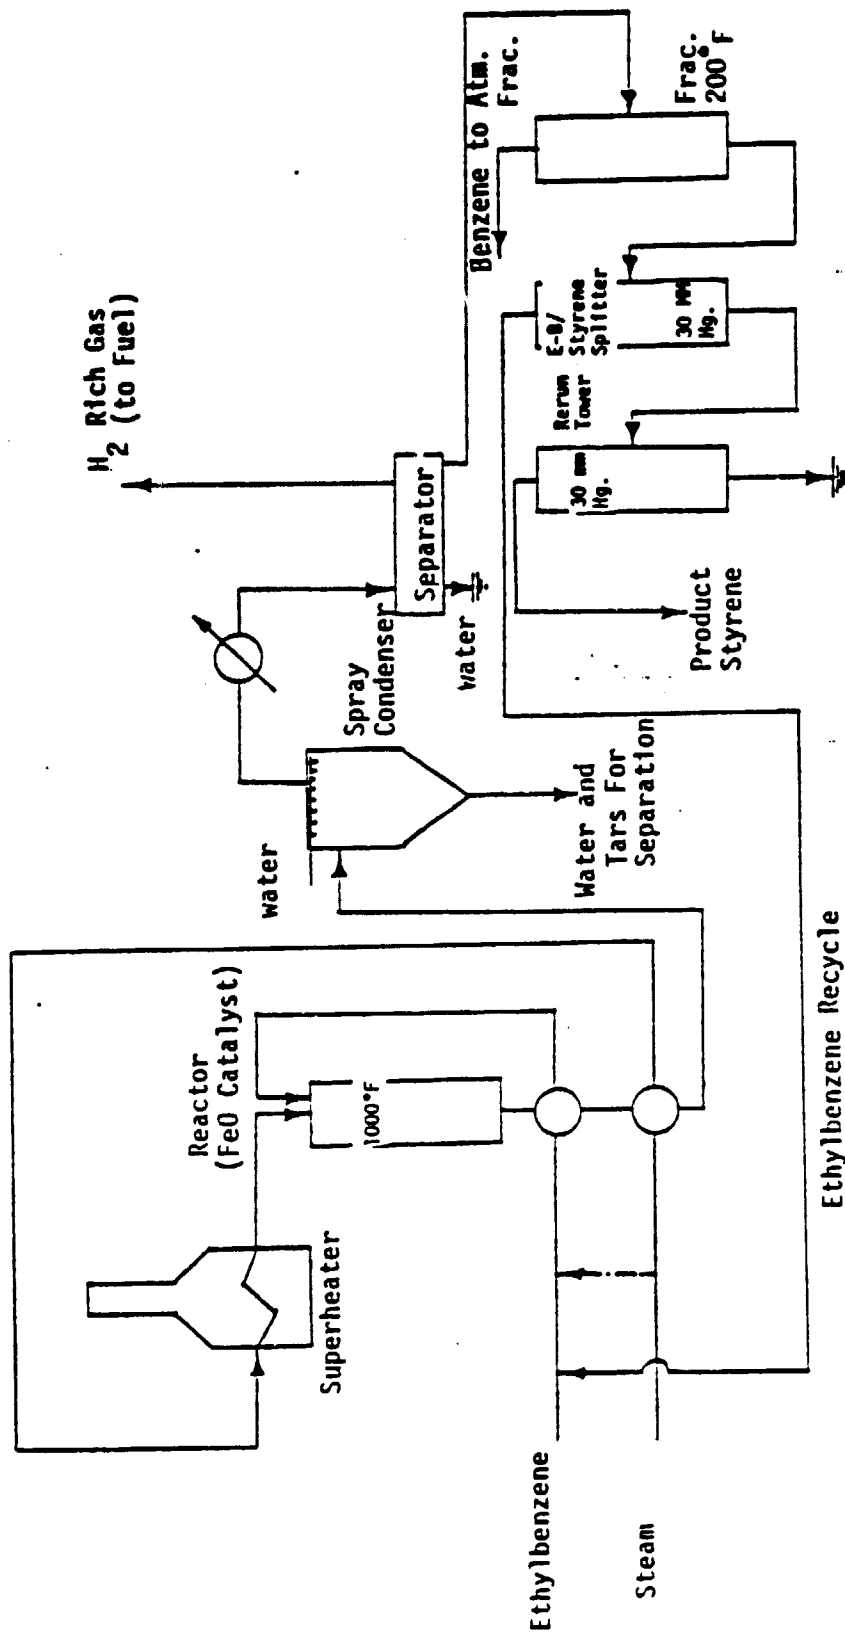 H2 Rich Gas
(to Fuel)
Benzene to Atm.
Frac.
Frac.
200°F
E-B/
Styrene
Splitter
30 MM
Hg.
Rerun
Tower
30 mm
Hg.
Product
Styrene
Separator
Water
Spray
Condenser
Water
Water and
Tars For
Separation
Reactor
(FeO Catalyst)
1000°F
Superheater
Ethylbenzene
Steam
Ethylbenzene Recycle